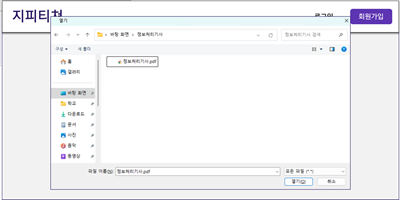 지피티처
로그인
회원가입
열기
바탕 화면 > 정보처리기사
정보처리기사 검색
구성
새 폴더
홈
갤러리
바탕 화면
학교
다운로드
문서
사진
음악
동영상
정보처리기사.pdf
파일 이름(N):
정보처리기사.pdf
모든 파일 (*.*)
열기(O)
취소